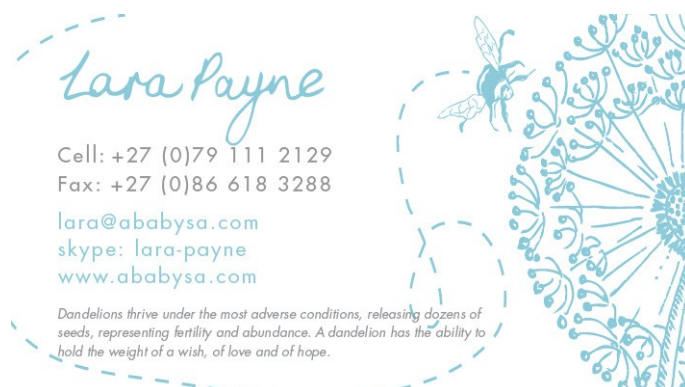 Lara Payne
Cell: +27 (0)79 111 2129
Fax: +27 (0)86 618 3288
lara@ababysa.com
skype: lara-payne
www.ababysa.com
Dandelions thrive under the most adverse conditions, releasing dozens of
seeds, representing fertility and abundance. A dandelion has the ability to
hold the weight of a wish, of love and of hope.